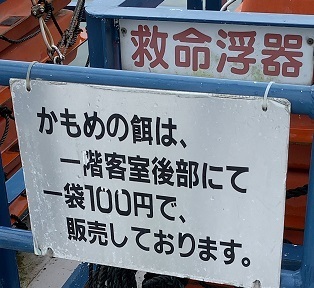 救命浮器
かもめの餌は、
一階客室後部にて
一袋100円で、
販売しております。